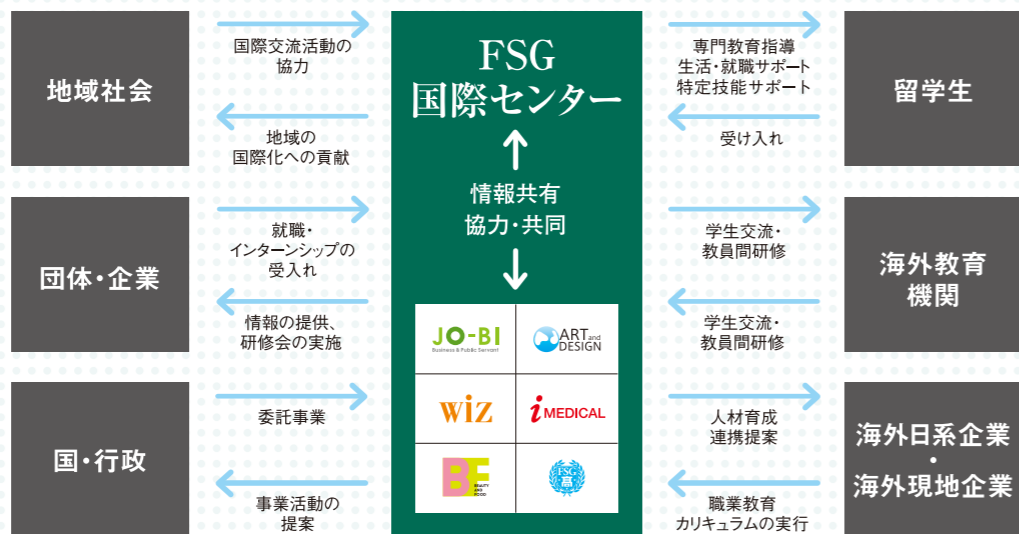 地域社会
国際交流活動の
協力
地域の
国際化への貢献
団体・企業
就職・
インターンシップの
受入れ
情報の提供、
研修会の実施
国・行政
委託事業
事業活動の
提案
FSG
国際センター
情報共有
協力・共同
JO-BI
Business & Public Servant
ART and
DESIGN
wiz
i MEDICAL
BF
BEAUTY
AND
FOOD
FSG
高
専門教育指導
生活・就職サポート
特定技能サポート
受け入れ
留学生
学生交流・
教員間研修
学生交流・
教員間研修
海外教育
機関
人材育成
連携提案
職業教育
カリキュラムの実行
海外日系企業
・
海外現地企業